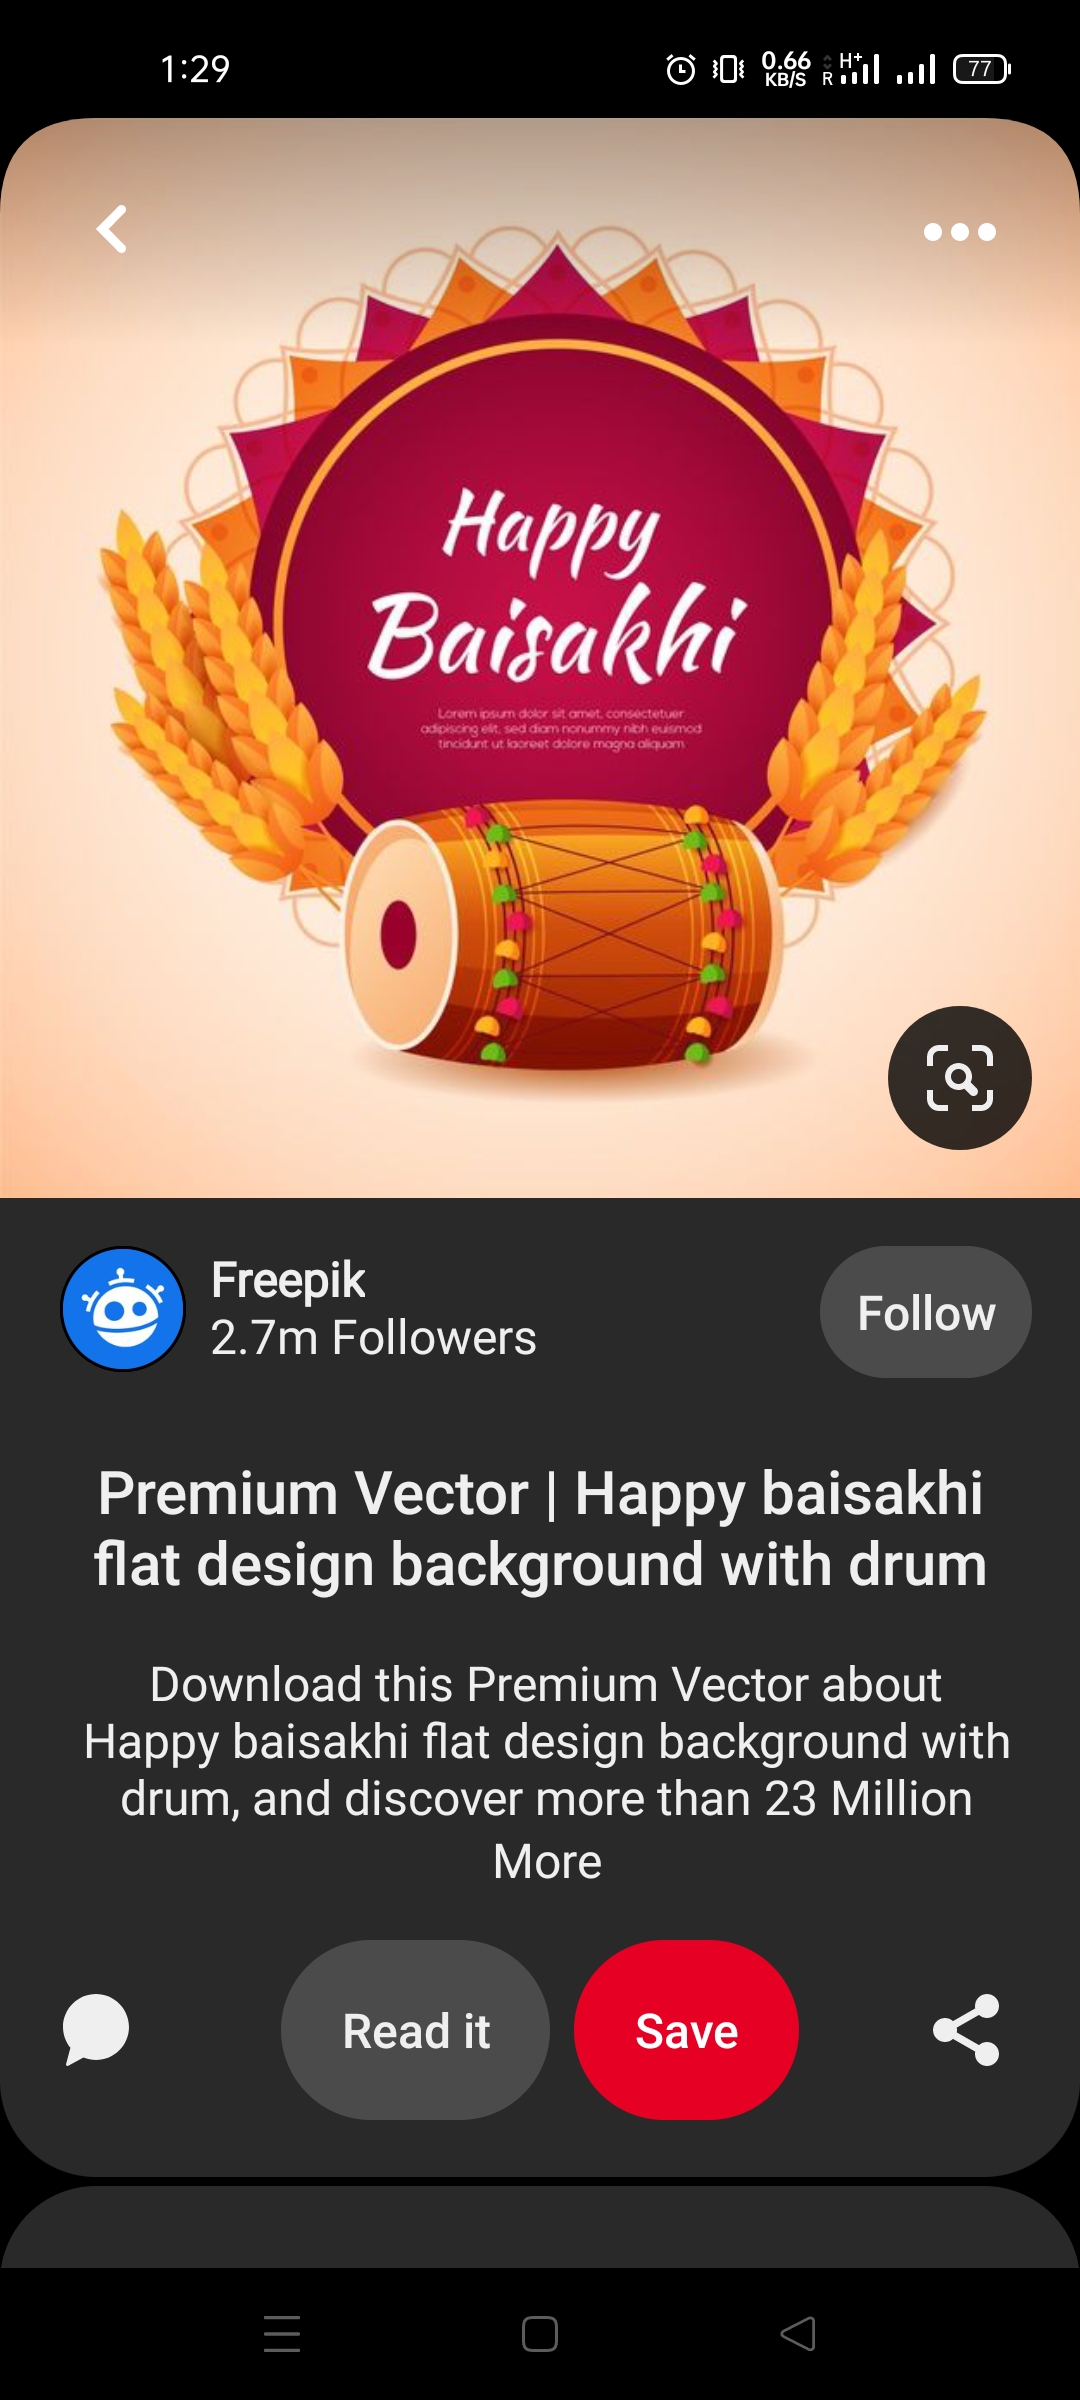 1:29
0.66
KB/S
R
H+
77
Happy
Baisakhi
Lorem ipsum dolor sit amet, consectetuer
adipiscing elit, sed diam nonummy nibh euismod
tincidunt ut laoreet dolore magna aliquam
Freepik
2.7m Followers
Follow
Premium Vector | Happy baisakhi
flat design background with drum
Download this Premium Vector about
Happy baisakhi flat design background with
drum, and discover more than 23 Million
More
Read it
Save